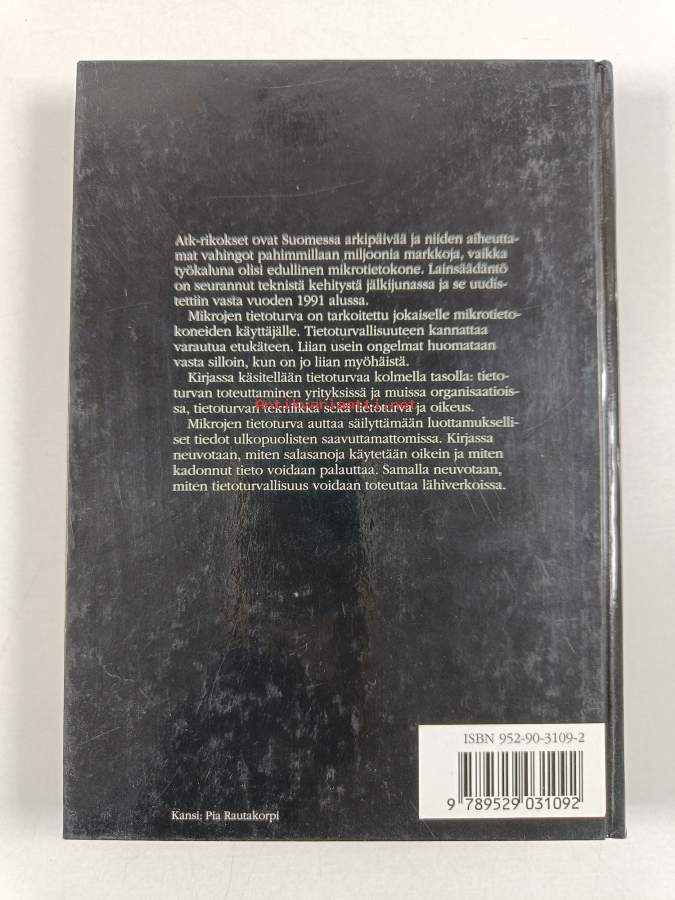 Atk-rikokset ovat Suomessa arkipäivää ja niiden aiheutta-
mat vahingot pahimmillaan miljoonia markkoja, vaikka
työkaluna olisi edullinen mikrotietokone. Lainsäädäntö
on seurannut teknistä kehitystä jälkijunassa ja se uudis-
tettiin vasta vuoden 1991 alussa.
Mikrojen tietoturva on tarkoitettu jokaiselle mikrotieto-
koneiden käyttäjälle. Tietoturvallisuuteen kannattaa
varautua etukäteen. Liian usein ongelmat huomataan
vasta silloin, kun on jo liian myöhäistä.
Kirjassa käsitellään tietoturvaa kolmella tasolla: tieto-
turvan toteuttaminen yrityksissä ja muissa organisaatiois-
sa, tietoturvan tekniikka sekä tietoturva ja oikeus.
Antikvariaatti.net
Mikrojen tietoturva auttaa säilyttämään luottamukselli-
set tiedot ulkopuolisten saavuttamattomissa. Kirjassa
neuvotaan, miten salasanoja käytetään oikein ja miten
kadonnut tieto voidaan palauttaa. Samalla neuvotaan,
miten tietoturvallisuus voidaan toteuttaa lähiverkoissa.
ISBN 952-90-3109-2
9 789529 031092
Kansi: Pia Rautakorpi